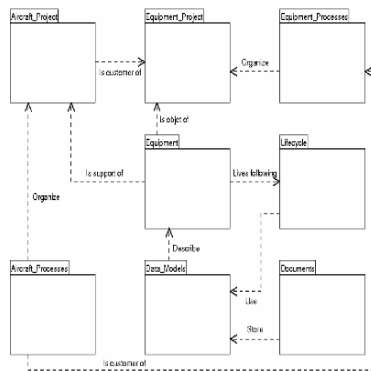 Aircraft_Project
Equipment_Project
Equipment_Processes
Is customer of
Organize
Is objet of
Equipment
Lifecycle
Is support of
Lives following
Organize
Describe
Aircraft_Processes
Data_Models
Documents
Use
Store
Is customer of